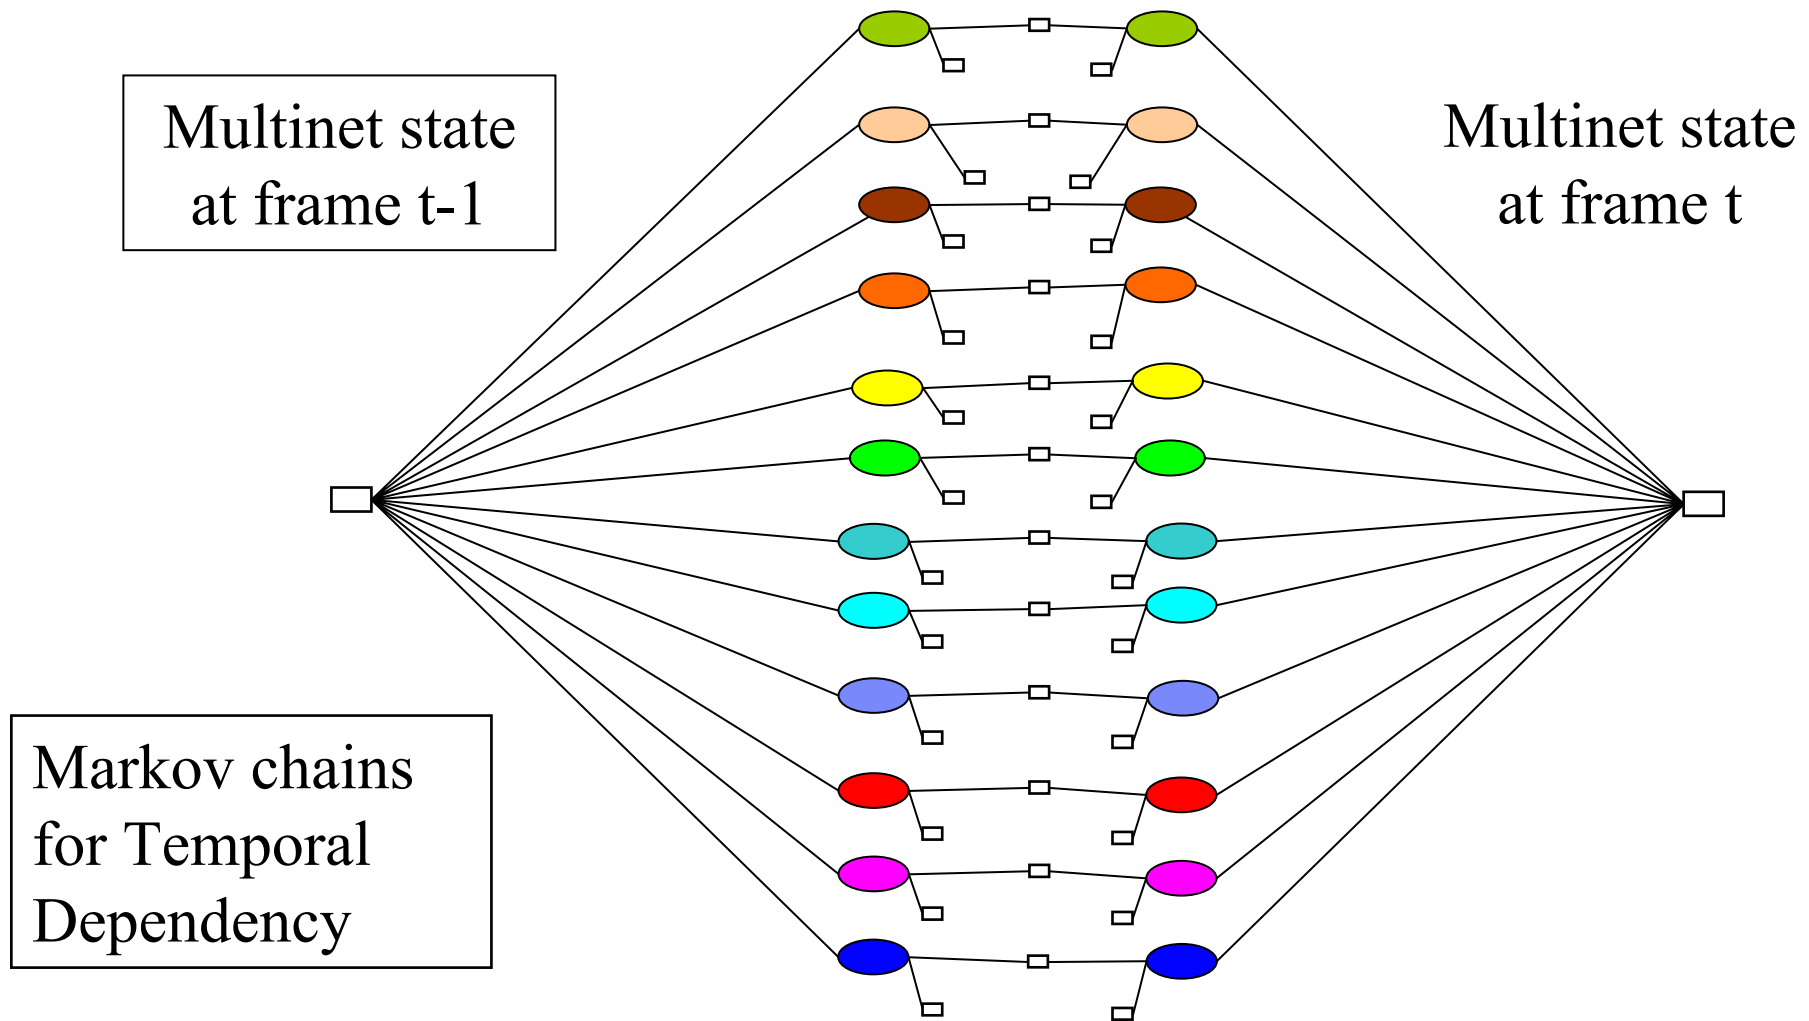 Multinet state
at frame t-1
Multinet state
at frame t
Markov chains
for Temporal
Dependency